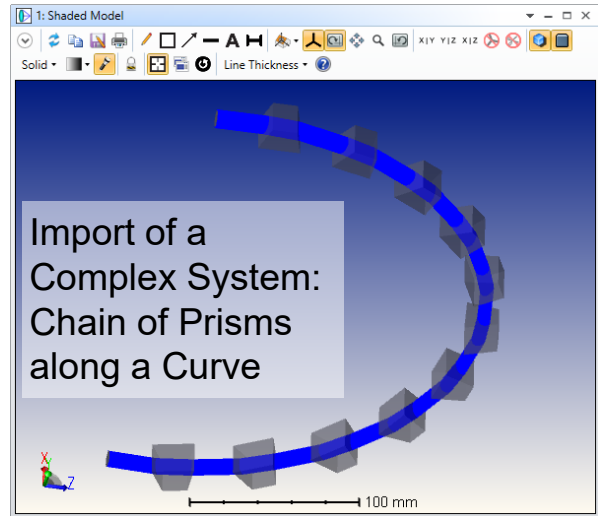 1: Shaded Model
A
X|Y Y|Z X|Z
Solid
Line Thickness
Import of a
Complex System:
Chain of Prisms
along a Curve
X
Y
Z
100 mm